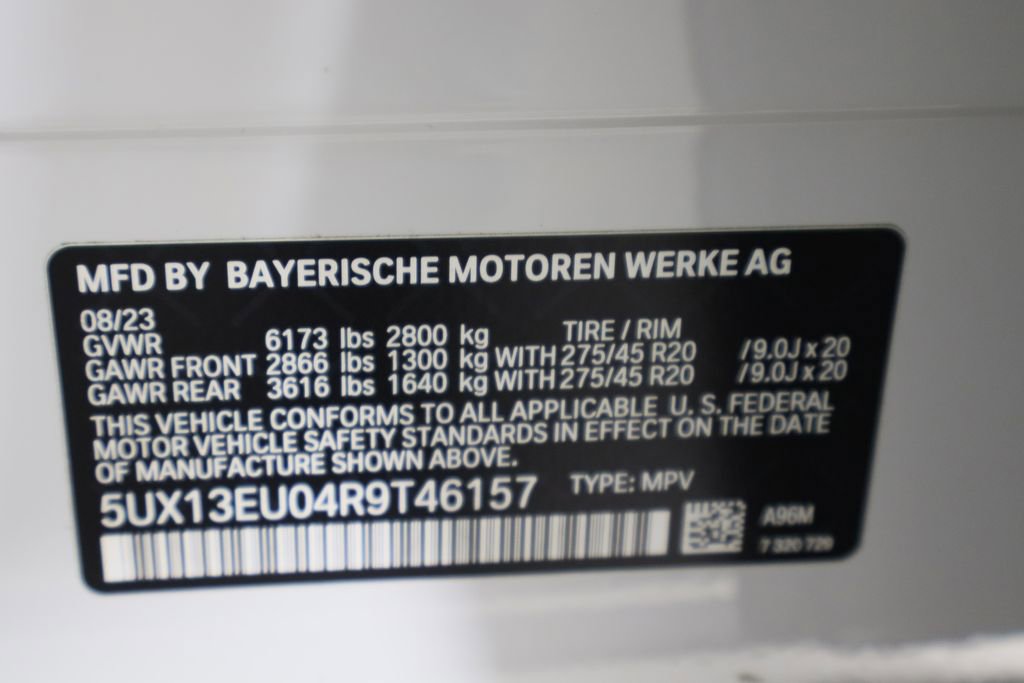 MFD BY BAYERISCHE MOTOREN WERKE AG
08/23 TIRE / RIM
GVWR 6173 lbs 2800 kg
GAWR FRONT 2866 lbs 1300 kg WITH 275/45 R20 /9.0J x 20
GAWR REAR 3616 lbs 1640 kg WITH 275/45 R20 /9.0J x 20
THIS VEHICLE CONFORMS TO ALL APPLICABLE U. S. FEDERAL
MOTOR VEHICLE SAFETY STANDARDS IN EFFECT ON THE DATE
OF MANUFACTURE SHOWN ABOVE.
5UX13EU04R9T46157 TYPE: MPV
A96M
7 320 720